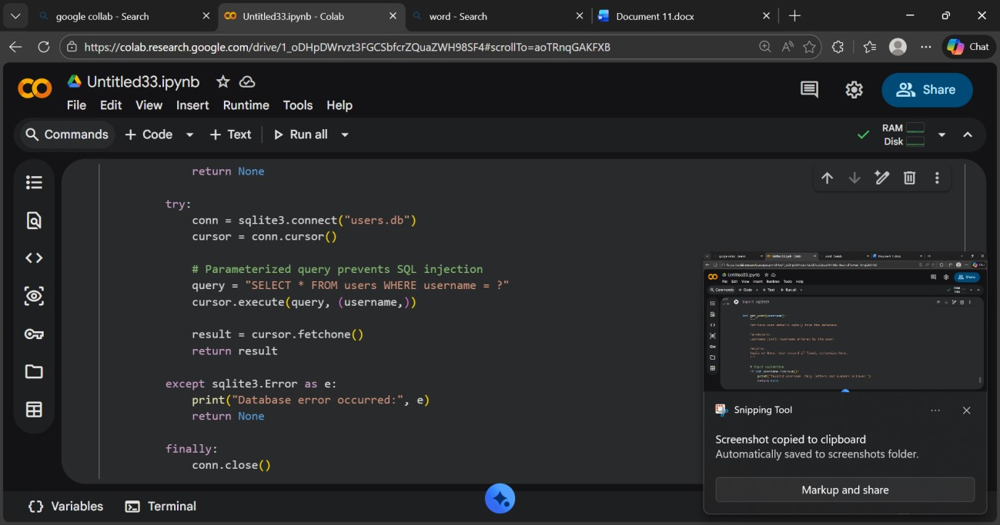 google collab - Search
Untitled33.ipynb - Colab
word - Search
Document 11.docx
https://colab.research.google.com/drive/1_oDHpDWrvzt3FGCSbfcrZQuaZWH98SF4#scrollTo=aoTRnqGAKFXB
Chat
Untitled33.ipynb
File Edit View Insert Runtime Tools Help
Share
Commands + Code + Text Run all
RAM
Disk
return None
try:
conn = sqlite3.connect("users.db")
cursor = conn.cursor()
# Parameterized query prevents SQL injection
query = "SELECT * FROM users WHERE username = ?"
cursor.execute(query, (username,))
result = cursor.fetchone()
return result
except sqlite3.Error as e:
print("Database error occurred:", e)
return None
finally:
conn.close()
Snipping Tool
Screenshot copied to clipboard
Automatically saved to screenshots folder.
Markup and share
{} Variables
Terminal